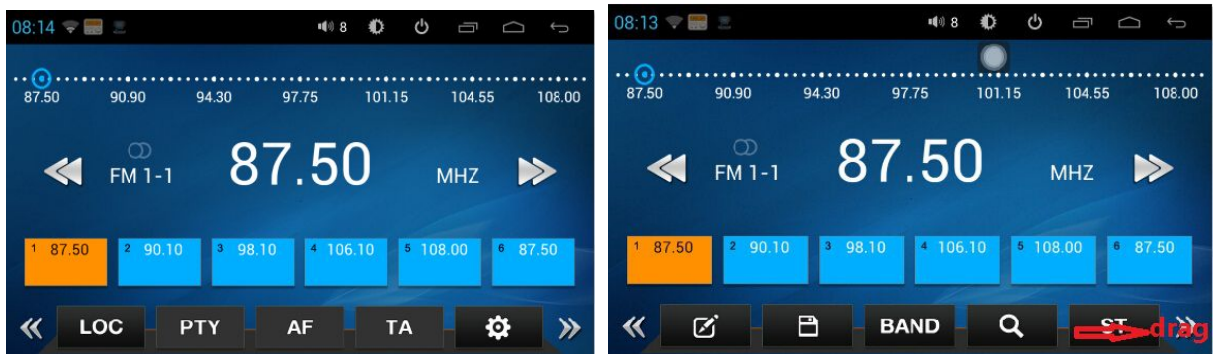 08:14 8
87.50 90.90 94.30 97.75 101.15 104.55 108.00
FM 1-1 87.50 MHZ
1 87.50 2 90.10 3 98.10 4 106.10 5 108.00 6 87.50
LOC PTY AF TA
08:13 8
87.50 90.90 94.30 97.75 101.15 104.55 108.00
FM 1-1 87.50 MHZ
1 87.50 2 90.10 3 98.10 4 106.10 5 108.00 6 87.50
BAND ST drag